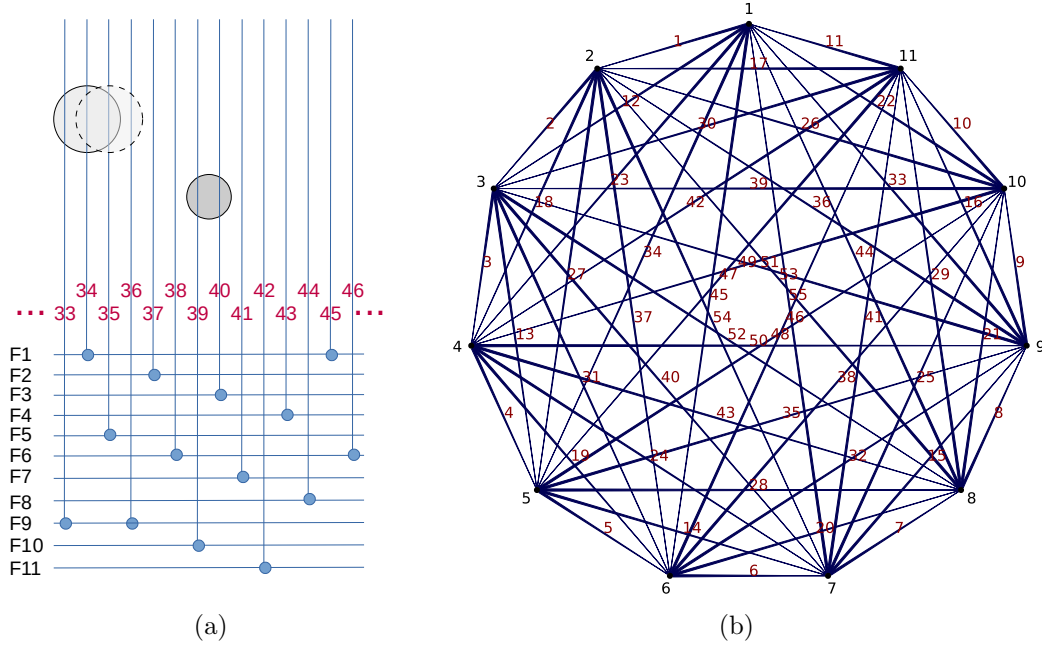 34 36 38 40 42 44 46
... 33 35 37 39 41 43 45 ...
F1
F2
F3
F4
F5
F6
F7
F8
F9
F10
F11
(a)
1
2 1 11 11
17
12 22
2 30 26 10
3 23 39 33 10
18 42 36 16
34 44
3 27 47 49 51 53 29 9
45 55
37 54 46 41
4 13 52 50 48 21 9
31 40 38 25
4 43 35 8
19 24 32 15
5 28 8
5 14 20 7
6 6 7
(b)